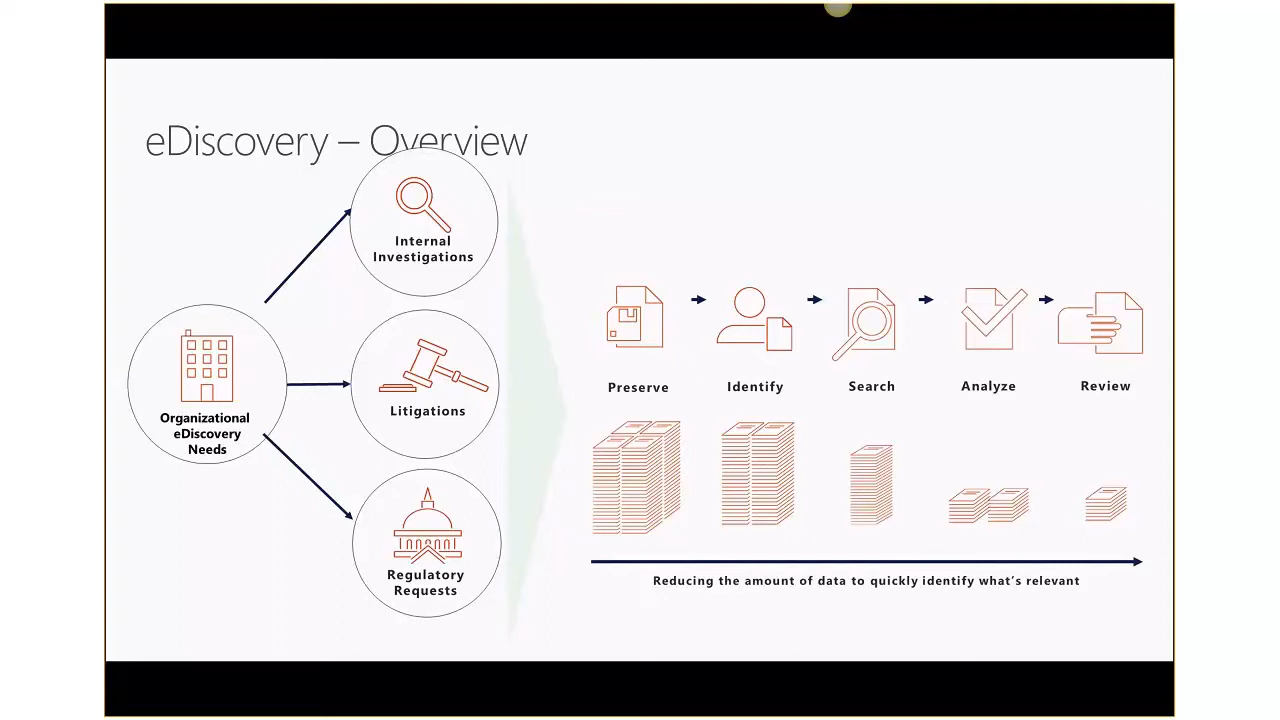 eDiscovery – Overview
Internal
Investigations
Organizational
eDiscovery
Needs
Litigations
Regulatory
Requests
Preserve
Identify
Search
Analyze
Review
Reducing the amount of data to quickly identify what's relevant